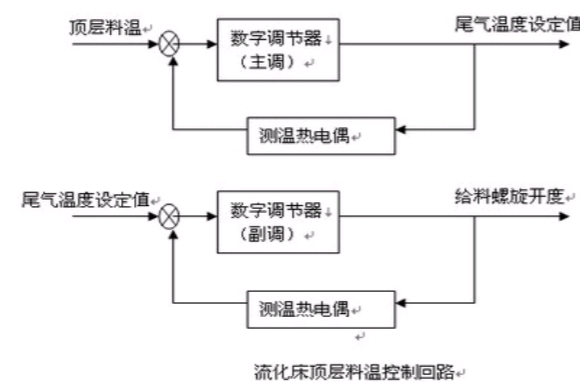 顶层料温
尾气温度设定值
数字调节器
（主调）
测温热电偶
尾气温度设定值
给料螺旋开度
数字调节器
（副调）
测温热电偶
流化床顶层料温控制回路